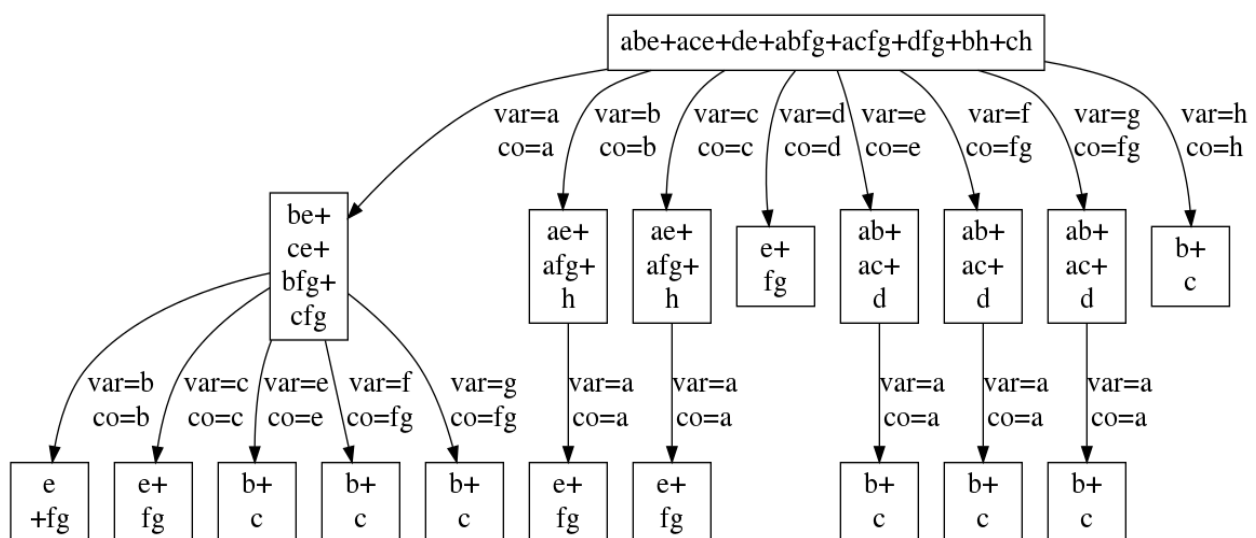 abe+ace+de+abfg+acfg+dfg+bh+ch
var=a
co=a
var=b
co=b
var=c
co=c
var=d
co=d
var=e
co=e
var=f
co=fg
var=g
co=fg
var=h
co=h
be+
ce+
bfg+
cfg
ae+
afg+
h
ae+
afg+
h
e+
fg
ab+
ac+
d
ab+
ac+
d
ab+
ac+
d
b+
c
var=b
co=b
var=c
co=c
var=e
co=e
var=f
co=fg
var=g
co=fg
var=a
co=a
var=a
co=a
var=a
co=a
var=a
co=a
var=a
co=a
e
+fg
e+
fg
b+
c
b+
c
b+
c
e+
fg
e+
fg
b+
c
b+
c
b+
c